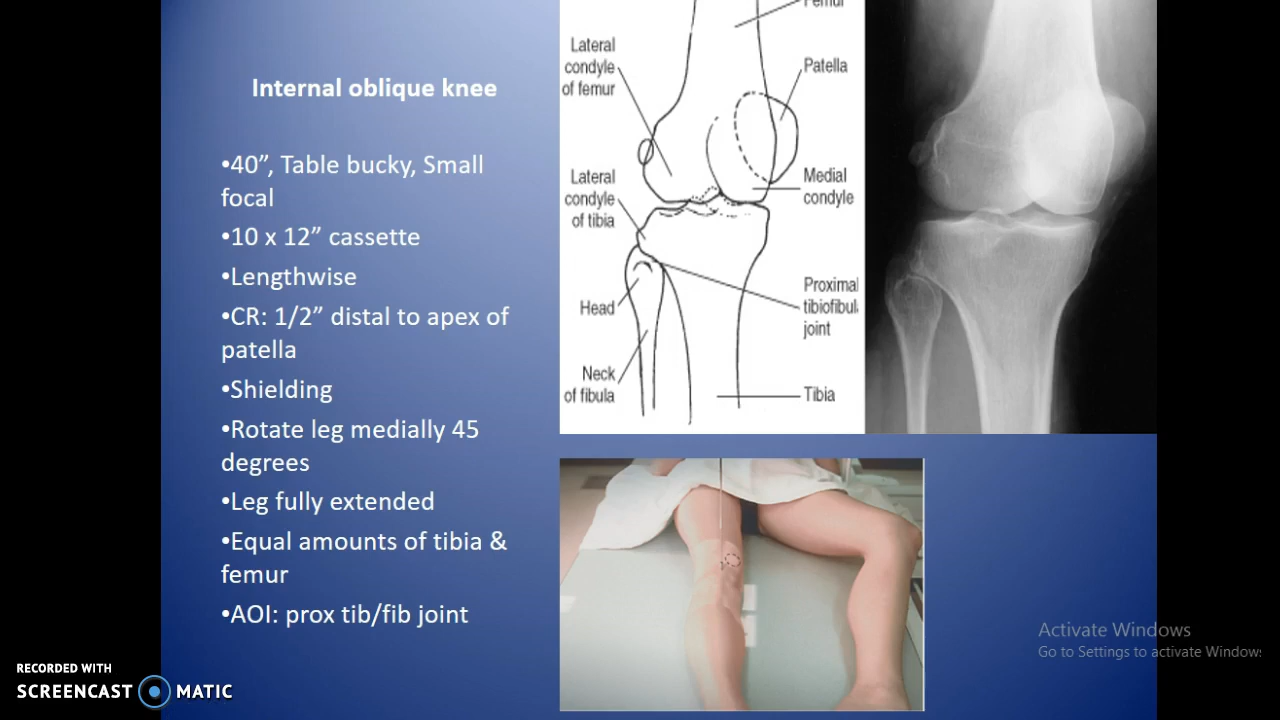 Internal oblique knee
•40”, Table bucky, Small
focal
•10 x 12” cassette
•Lengthwise
•CR: 1/2” distal to apex of
patella
•Shielding
•Rotate leg medially 45
degrees
•Leg fully extended
•Equal amounts of tibia &
femur
•AOI: prox tib/fib joint
Femur
Lateral
condyle
of femur
Patella
Lateral
condyle
of tibia
Medial
condyle
Head
Proximal
tibiofibul
joint
Neck
of fibula
Tibia
Activate Windows
Go to Settings to activate Windows
RECORDED WITH
SCREENCAST MATIC